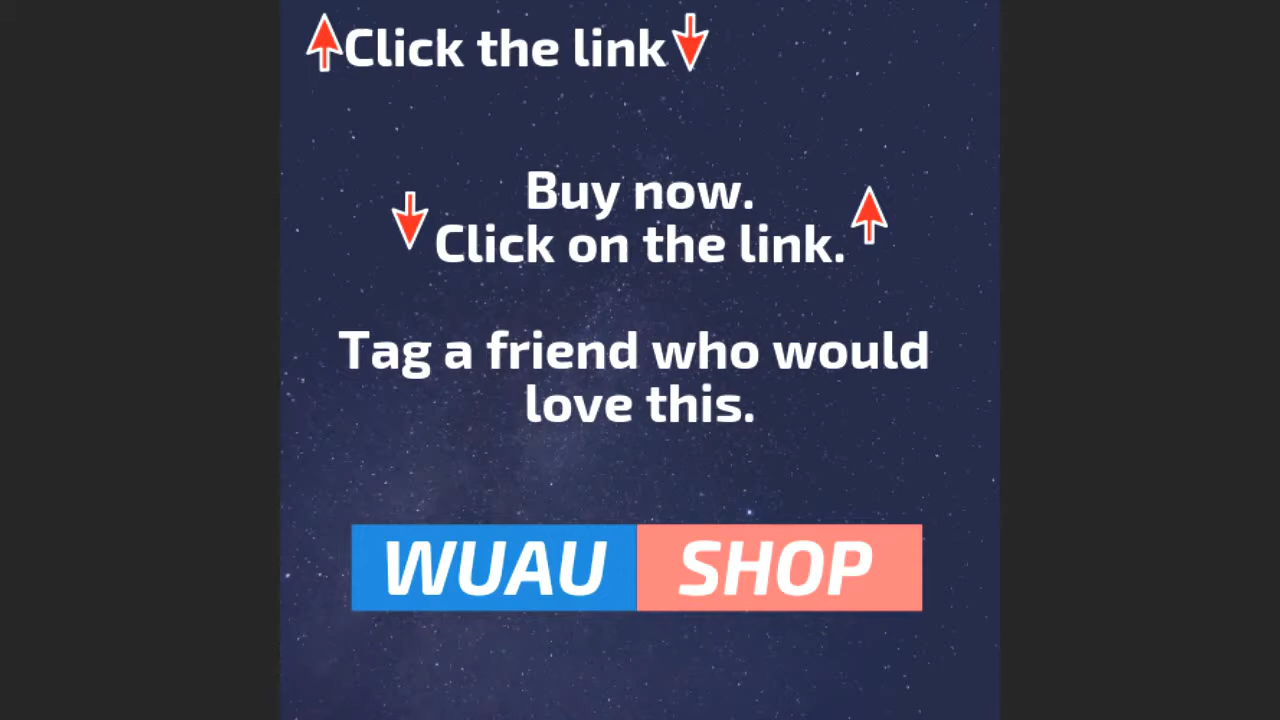 Click the link
Buy now.
Click on the link.
Tag a friend who would
love this.
WUAU SHOP